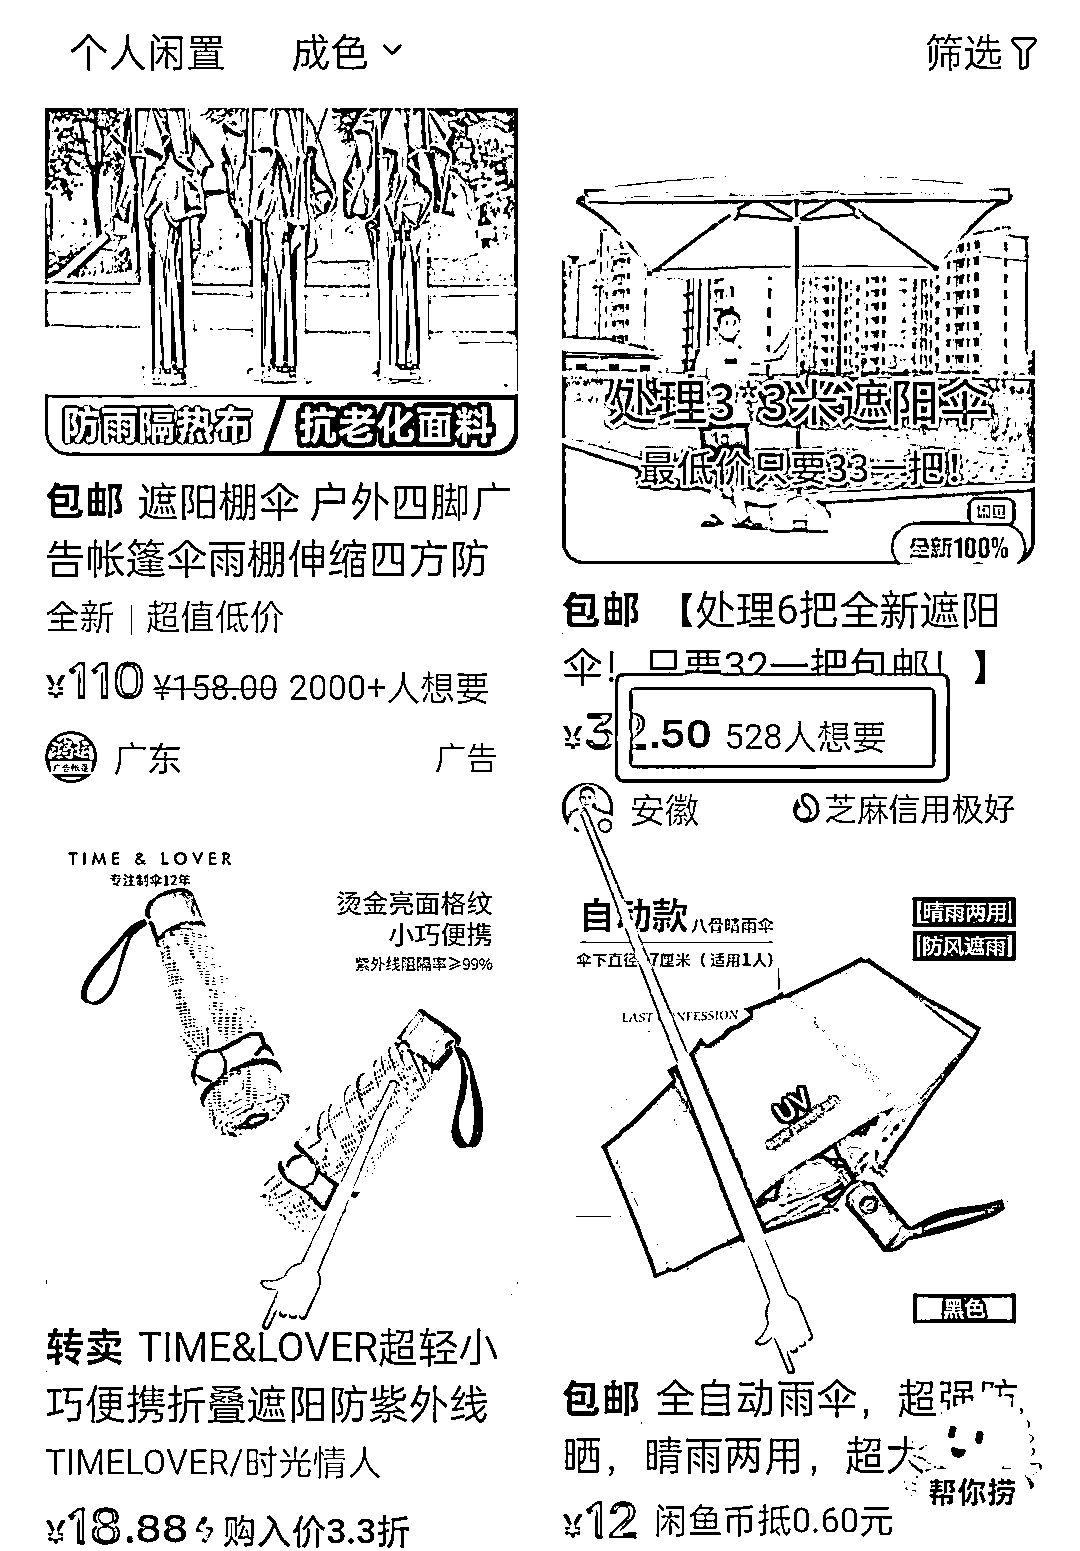 个人闲置 成色 筛选
防雨隔热布 抗老化面料
包邮 遮阳棚伞 户外四脚广
告帐篷伞雨棚伸缩四方防
全新 | 超值低价
¥110 ¥158.00 2000+人想要
广东 广告
TIME & LOVER
专注制伞12年
烫金亮面格纹
小巧便携
紫外线阻隔率≥99%
转卖 TIME&LOVER超轻小
巧便携折叠遮阳防紫外线
TIMELOVER/时光情人
¥18.88 购入价3.3折
处理3*3米遮阳伞
最低价只要33一把!
全新100%
包邮 【处理6把全新遮阳
伞! 只要32一把包邮! 】
¥32.50 528人想要
安徽 芝麻信用极好
自动款 八骨晴雨伞
伞下直径 7厘米（适用1人）
晴雨两用
防风遮雨
LAST NFESSION
UV
黑色
包邮 全自动雨伞，超强防
晒，晴雨两用，超大
帮你捞
¥12 闲鱼币抵0.60元